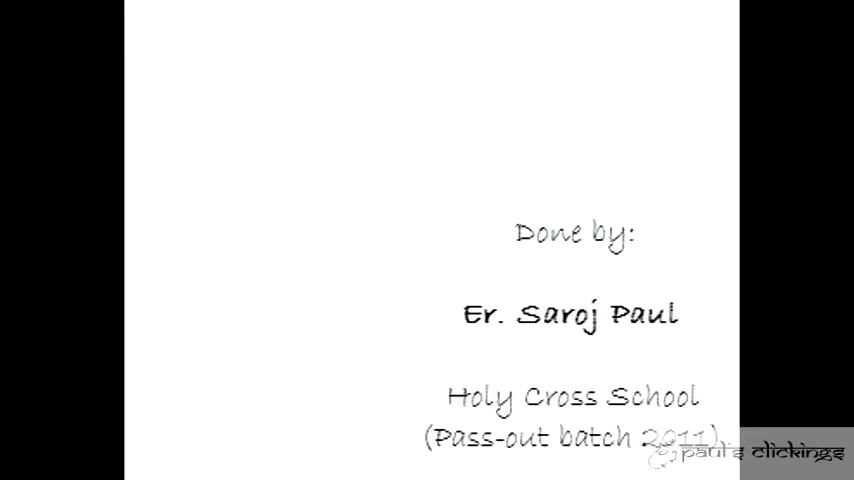 Done by:
Er. Saroj Paul
Holy Cross School
(Pass-out batch 2011)
Paul's Clickings